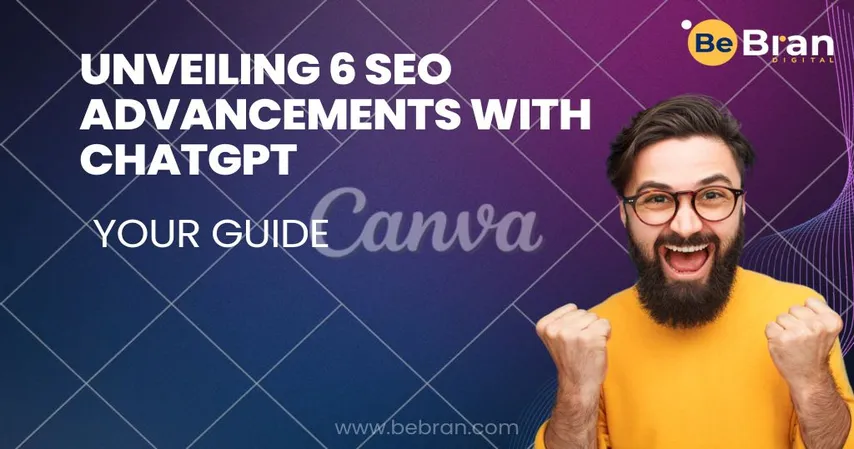 Be Bran
DIGITAL
UNVEILING 6 SEO
ADVANCEMENTS WITH
CHATGPT
YOUR GUIDE
Canva
www.bebran.com